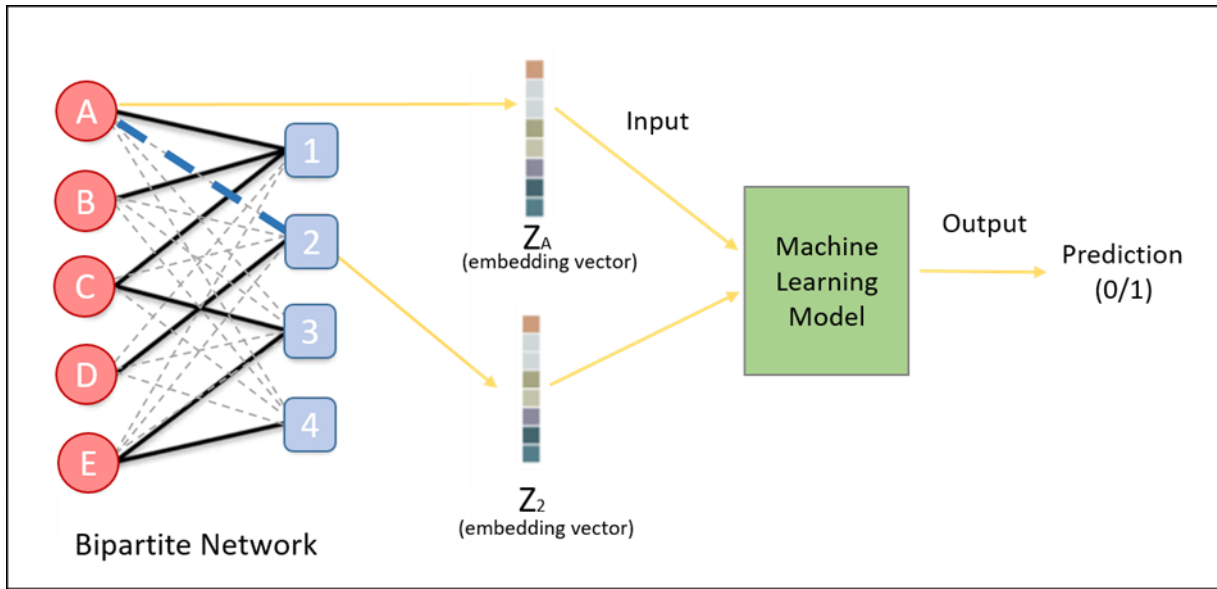 A
B
C
D
E
1
2
3
4
Bipartite Network
ZA
(embedding vector)
Z2
(embedding vector)
Input
Machine
Learning
Model
Output
Prediction
(0/1)